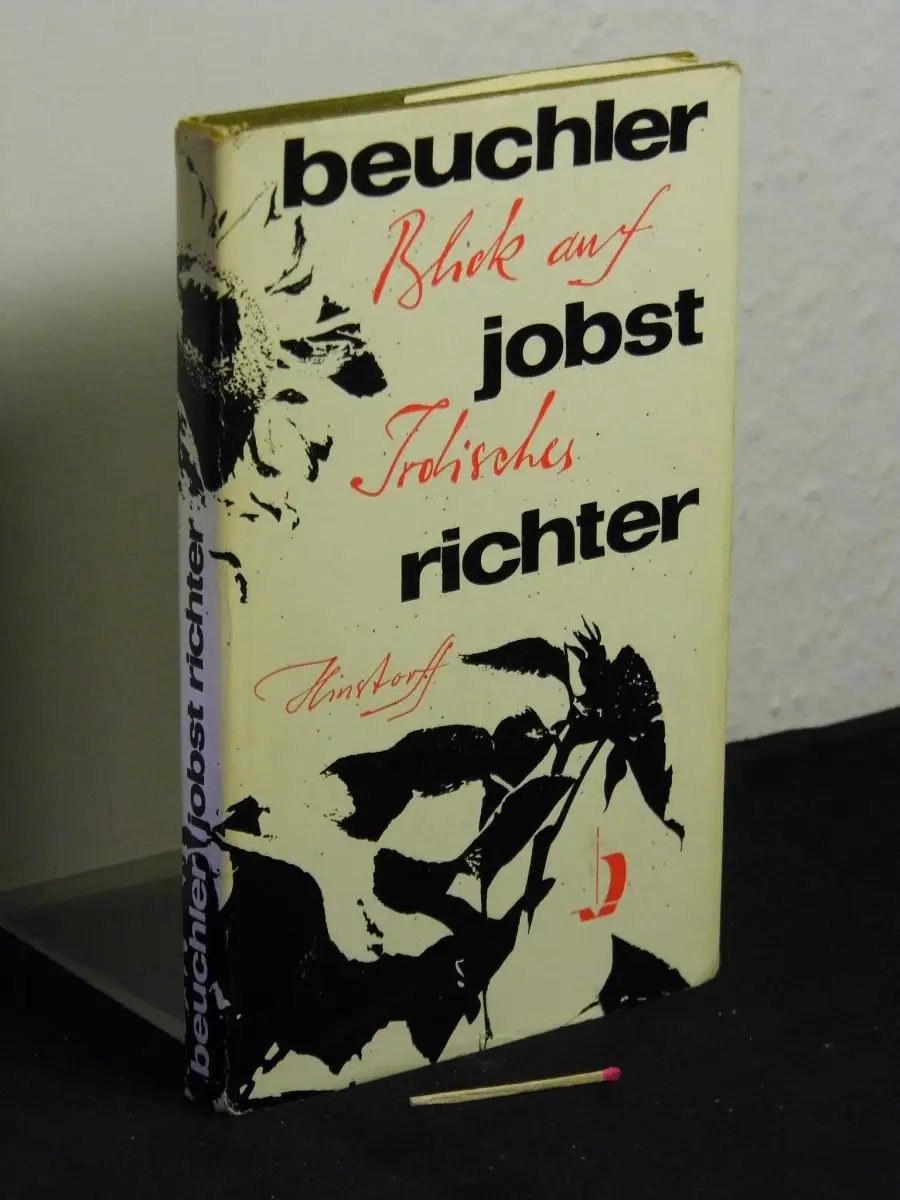 beuchler
Blick auf
jobst
Irdisches
richter
Hinstorff
beuchler jobst richter